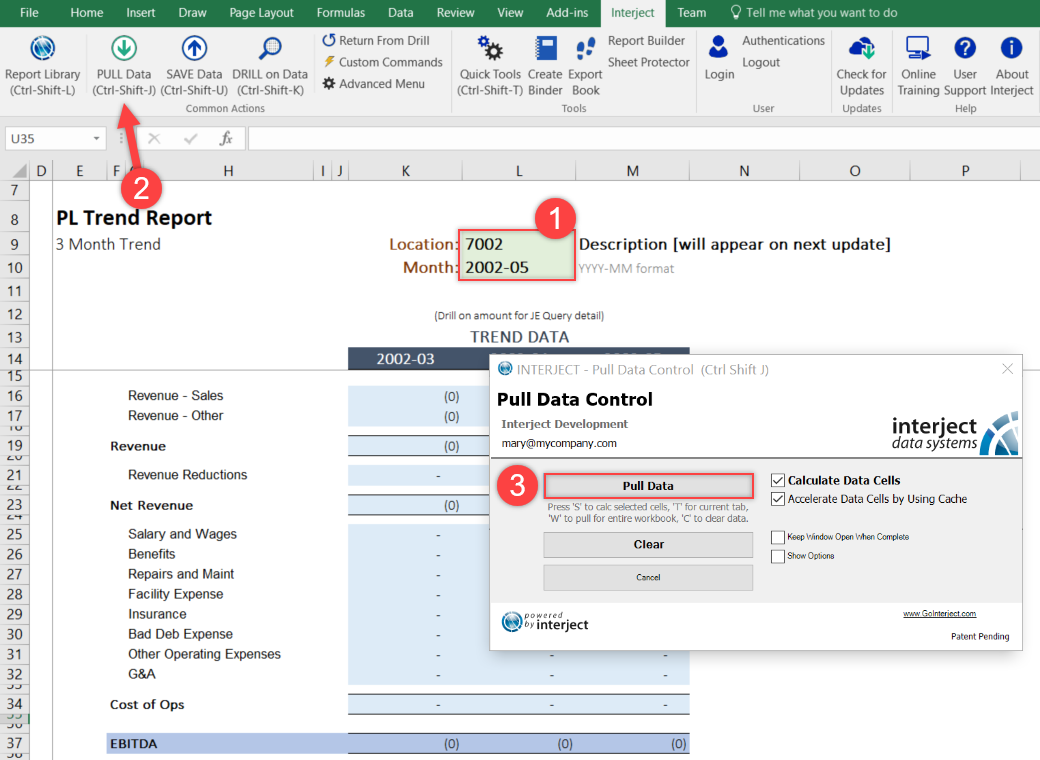 File Home Insert Draw Page Layout Formulas Data Review View Add-ins Interject Team Tell me what you want to do
Report Library
(Ctrl-Shift-L)
PULL Data
(Ctrl-Shift-J)
SAVE Data
(Ctrl-Shift-U)
DRILL on Data
(Ctrl-Shift-K)
Common Actions
Return From Drill
Custom Commands
Advanced Menu
Quick Tools
(Ctrl-Shift-T)
Create
Binder
Export
Book
Report Builder
Sheet Protector
Tools
Login
Authentications
Logout
User
Check for
Updates
Updates
Online
Training
User
Support
About
Interject
Help
U35 fx
D E F H I J K L M N O P
2
1
7
8 PL Trend Report
9 3 Month Trend Location: 7002 Description [will appear on next update]
10 Month: 2002-05 YYYY-MM format
11
12 (Drill on amount for JE Query detail)
13 TREND DATA
14 2002-03
15
16 Revenue - Sales (0)
17 Revenue - Other (0)
19 Revenue (0)
21 Revenue Reductions -
23 Net Revenue (0)
25 Salary and Wages -
26 Benefits -
27 Repairs and Maint -
28 Facility Expense -
29 Insurance -
30 Bad Deb Expense -
31 Other Operating Expenses - - -
32 G&A - - -
34 Cost of Ops - - -
37 EBITDA (0) (0) (0)
INTERJECT - Pull Data Control (Ctrl Shift J)
Pull Data Control
Interject Development
mary@mycompany.com
interject
data systems
3
Pull Data
Press 'S' to calc selected cells, 'T' for current tab,
'W' to pull for entire workbook, 'C' to clear data.
Clear
Cancel
Calculate Data Cells
Accelerate Data Cells by Using Cache
Keep Window Open When Complete
Show Options
powered
by interject
www.GoInterject.com
Patent Pending